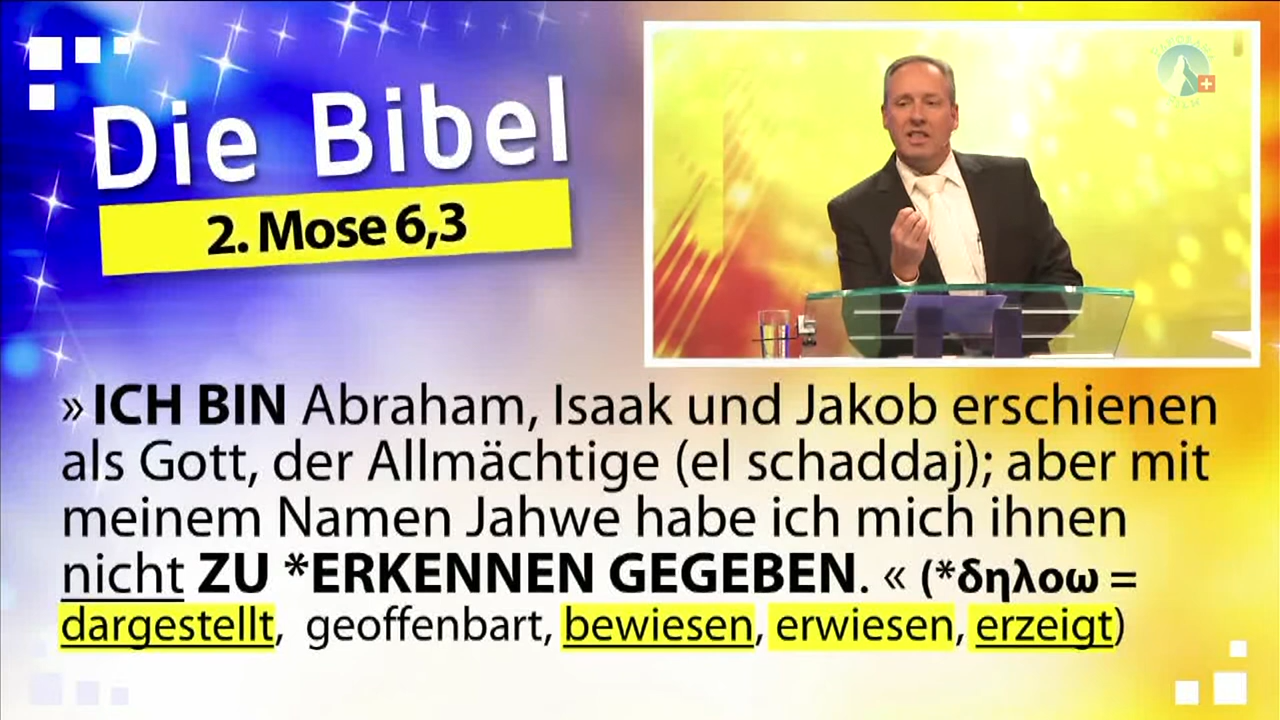 Die Bibel
2. Mose 6,3
PANORAMA
FILM
» ICH BIN Abraham, Isaak und Jakob erschienen
als Gott, der Allmächtige (el schaddaj); aber mit
meinem Namen Jahwe habe ich mich ihnen
nicht ZU *ERKENNEN GEGEBEN. « (*δηλοω =
dargestellt, geoffenbart, bewiesen, erwiesen, erzeigt)